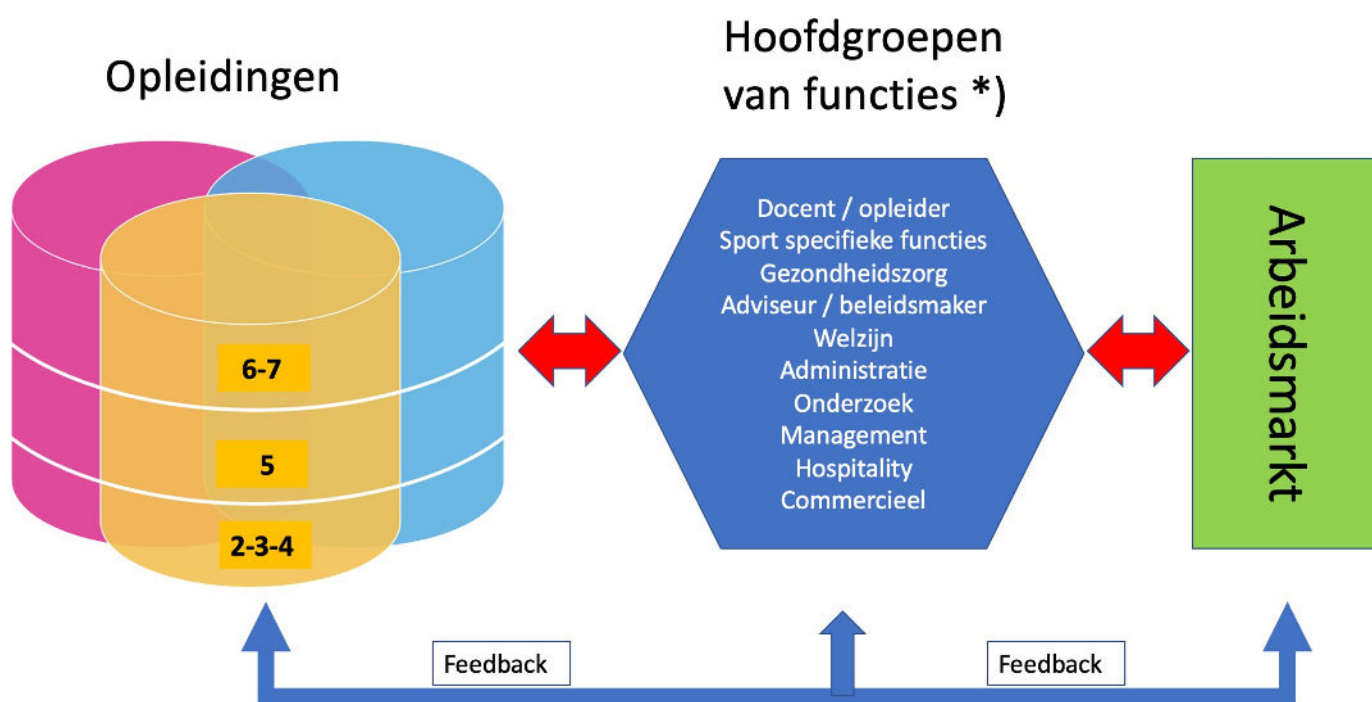 Opleidingen
Hoofdgroepen
van functies *)
6-7
5
2-3-4
Docent / opleider
Sport specifieke functies
Gezondheidszorg
Adviseur / beleidsmaker
Welzijn
Administratie
Onderzoek
Management
Hospitality
Commercieel
Arbeidsmarkt
Feedback
Feedback